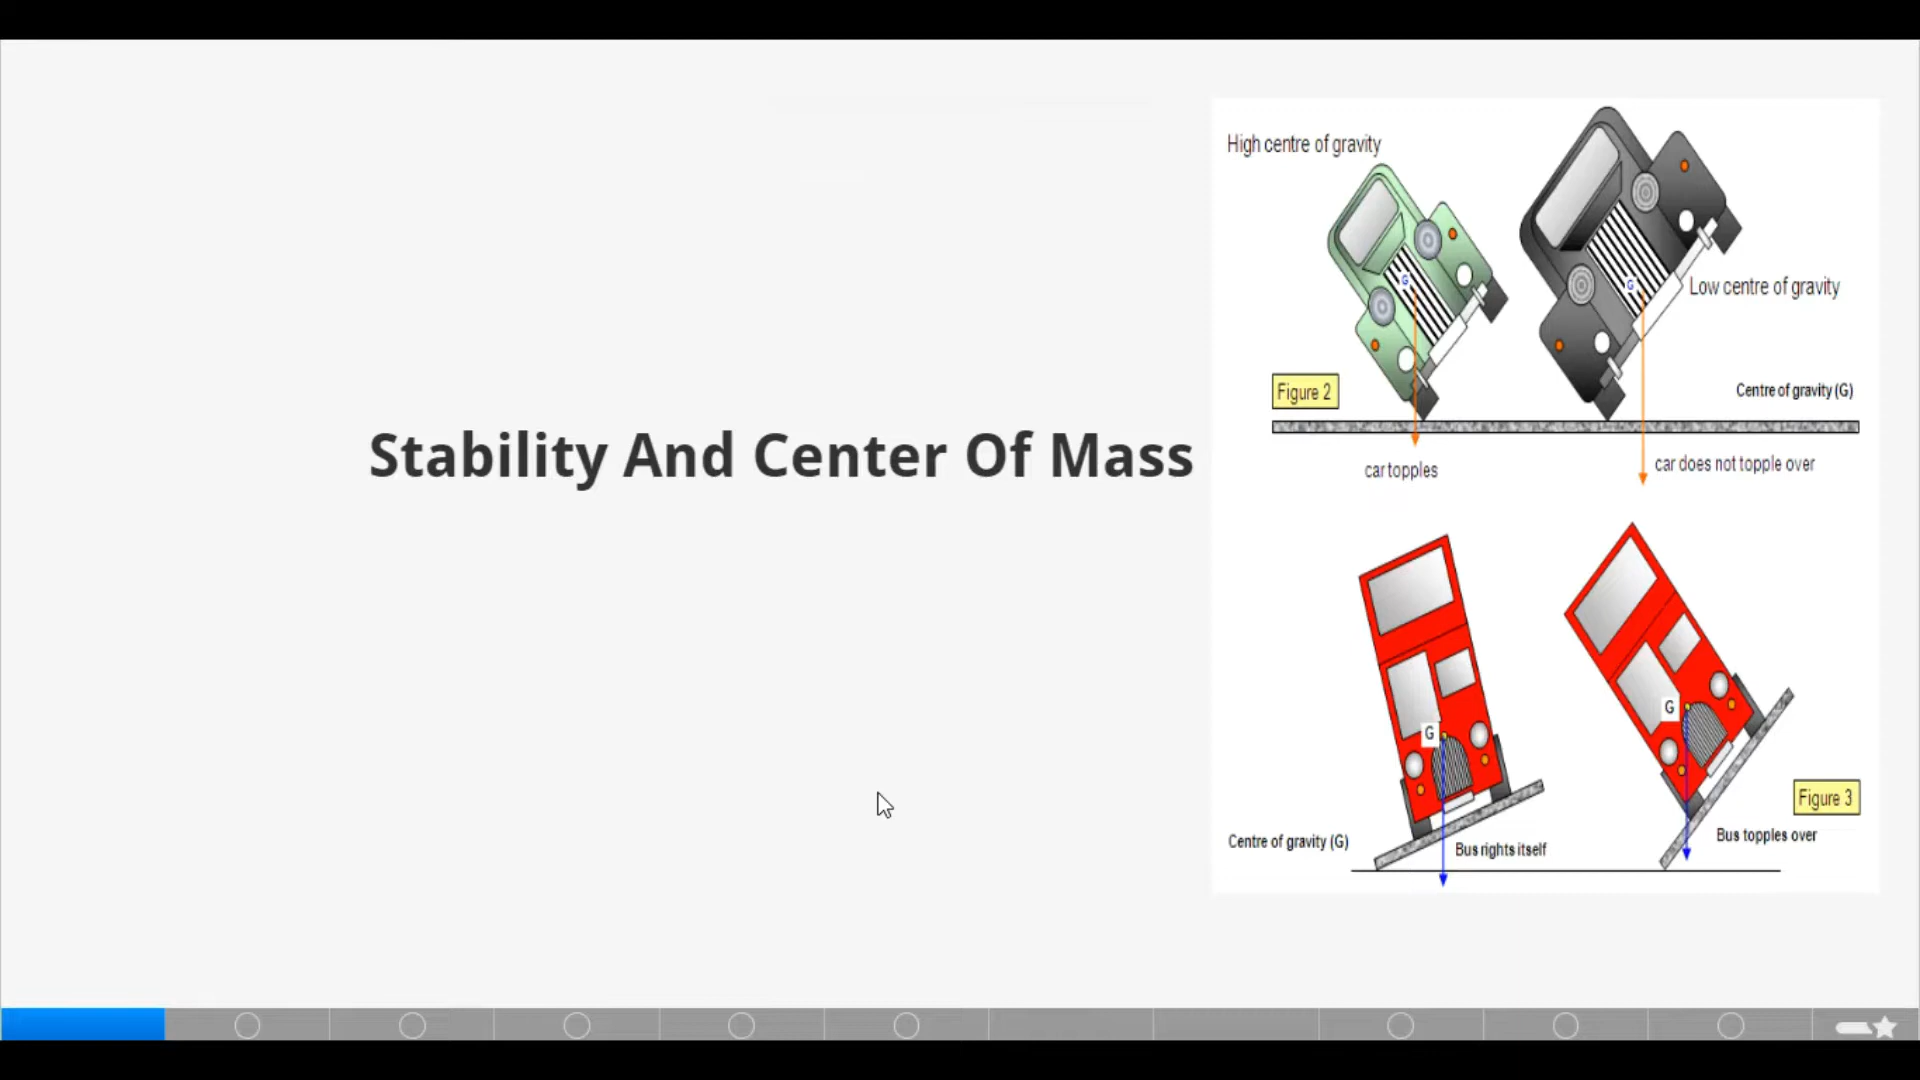 Stability And Center Of Mass
High centre of gravity
G
G
Low centre of gravity
Figure 2
Centre of gravity (G)
car topples
car does not topple over
G
G
Figure 3
Centre of gravity (G)
Bus rights itself
Bus topples over